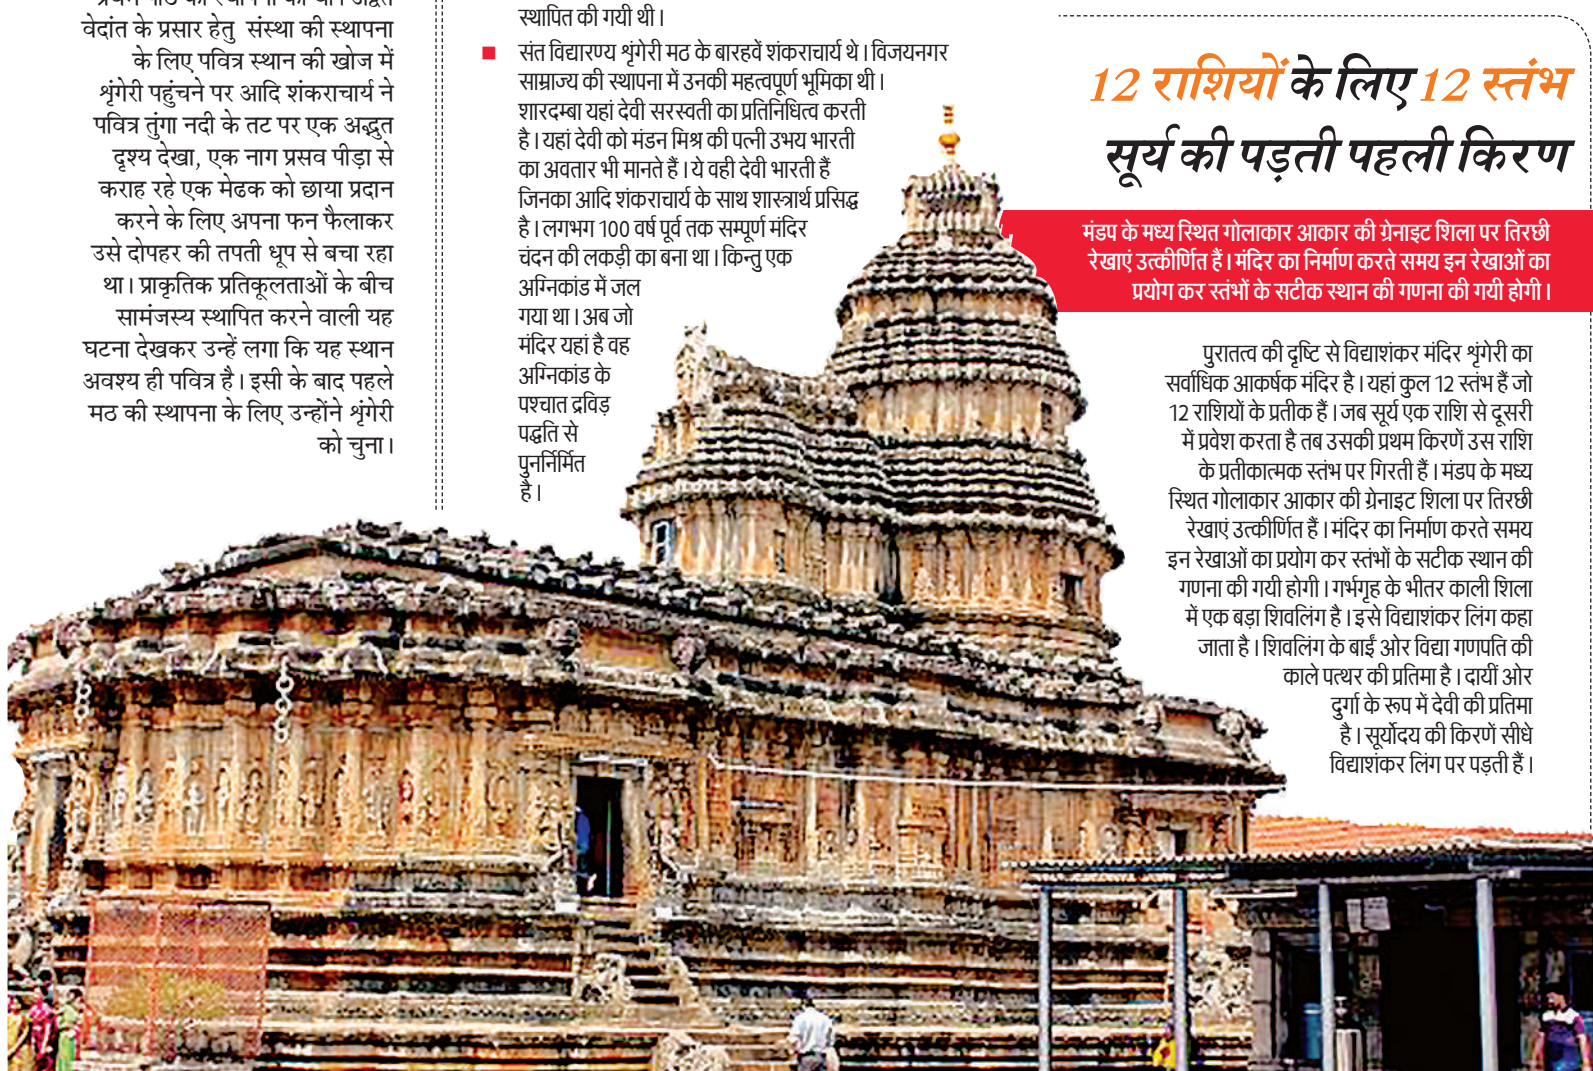 वेदांत के प्रसार हेतु संस्था की स्थापना
के लिए पवित्र स्थान की खोज में
शृंगेरी पहुंचने पर आदि शंकराचार्य ने
पवित्र तुंगा नदी के तट पर एक अद्भुत
दृश्य देखा, एक नाग प्रसव पीड़ा से
कराह रहे एक मेढक को छाया प्रदान
करने के लिए अपना फन फैलाकर
उसे दोपहर की तपती धूप से बचा रहा
था। प्राकृतिक प्रतिकूलताओं के बीच
सामंजस्य स्थापित करने वाली यह
घटना देखकर उन्हें लगा कि यह स्थान
अवश्य ही पवित्र है। इसी के बाद पहले
मठ की स्थापना के लिए उन्होंने शृंगेरी
को चुना।
स्थापित की गयी थी।
संत विद्यारण्य शृंगेरी मठ के बारहवें शंकराचार्य थे। विजयनगर
साम्राज्य की स्थापना में उनकी महत्वपूर्ण भूमिका थी।
शारदम्बा यहां देवी सरस्वती का प्रतिनिधित्व करती
है। यहां देवी को मंडन मिश्र की पत्नी उभय भारती
का अवतार भी मानते हैं। ये वही देवी भारती हैं
जिनका आदि शंकराचार्य के साथ शास्त्रार्थ प्रसिद्ध
है। लगभग 100 वर्ष पूर्व तक सम्पूर्ण मंदिर
चंदन की लकड़ी का बना था। किन्तु एक
अग्निकांड में जल
गया था। अब जो
मंदिर यहां है वह
अग्निकांड के
पश्चात द्रविड़
पद्धति से
पुनर्निर्मित
है।
12 राशियों के लिए 12 स्तंभ
सूर्य की पड़ती पहली किरण
मंडप के मध्य स्थित गोलाकार आकार की ग्रेनाइट शिला पर तिरछी
रेखाएं उत्कीर्णित हैं। मंदिर का निर्माण करते समय इन रेखाओं का
प्रयोग कर स्तंभों के सटीक स्थान की गणना की गयी होगी।
पुरातत्व की दृष्टि से विद्याशंकर मंदिर शृंगेरी का
सर्वाधिक आकर्षक मंदिर है। यहां कुल 12 स्तंभ हैं जो
12 राशियों के प्रतीक हैं। जब सूर्य एक राशि से दूसरी
में प्रवेश करता है तब उसकी प्रथम किरणें उस राशि
के प्रतीकात्मक स्तंभ पर गिरती हैं। मंडप के मध्य
स्थित गोलाकार आकार की ग्रेनाइट शिला पर तिरछी
रेखाएं उत्कीर्णित हैं। मंदिर का निर्माण करते समय
इन रेखाओं का प्रयोग कर स्तंभों के सटीक स्थान की
गणना की गयी होगी। गर्भगृह के भीतर काली शिला
में एक बड़ा शिवलिंग है। इसे विद्याशंकर लिंग कहा
जाता है। शिवलिंग के बाईं ओर विद्या गणपति की
काले पत्थर की प्रतिमा है। दायीं ओर
दुर्गा के रूप में देवी की प्रतिमा
है। सूर्योदय की किरणें सीधे
विद्याशंकर लिंग पर पड़ती हैं।